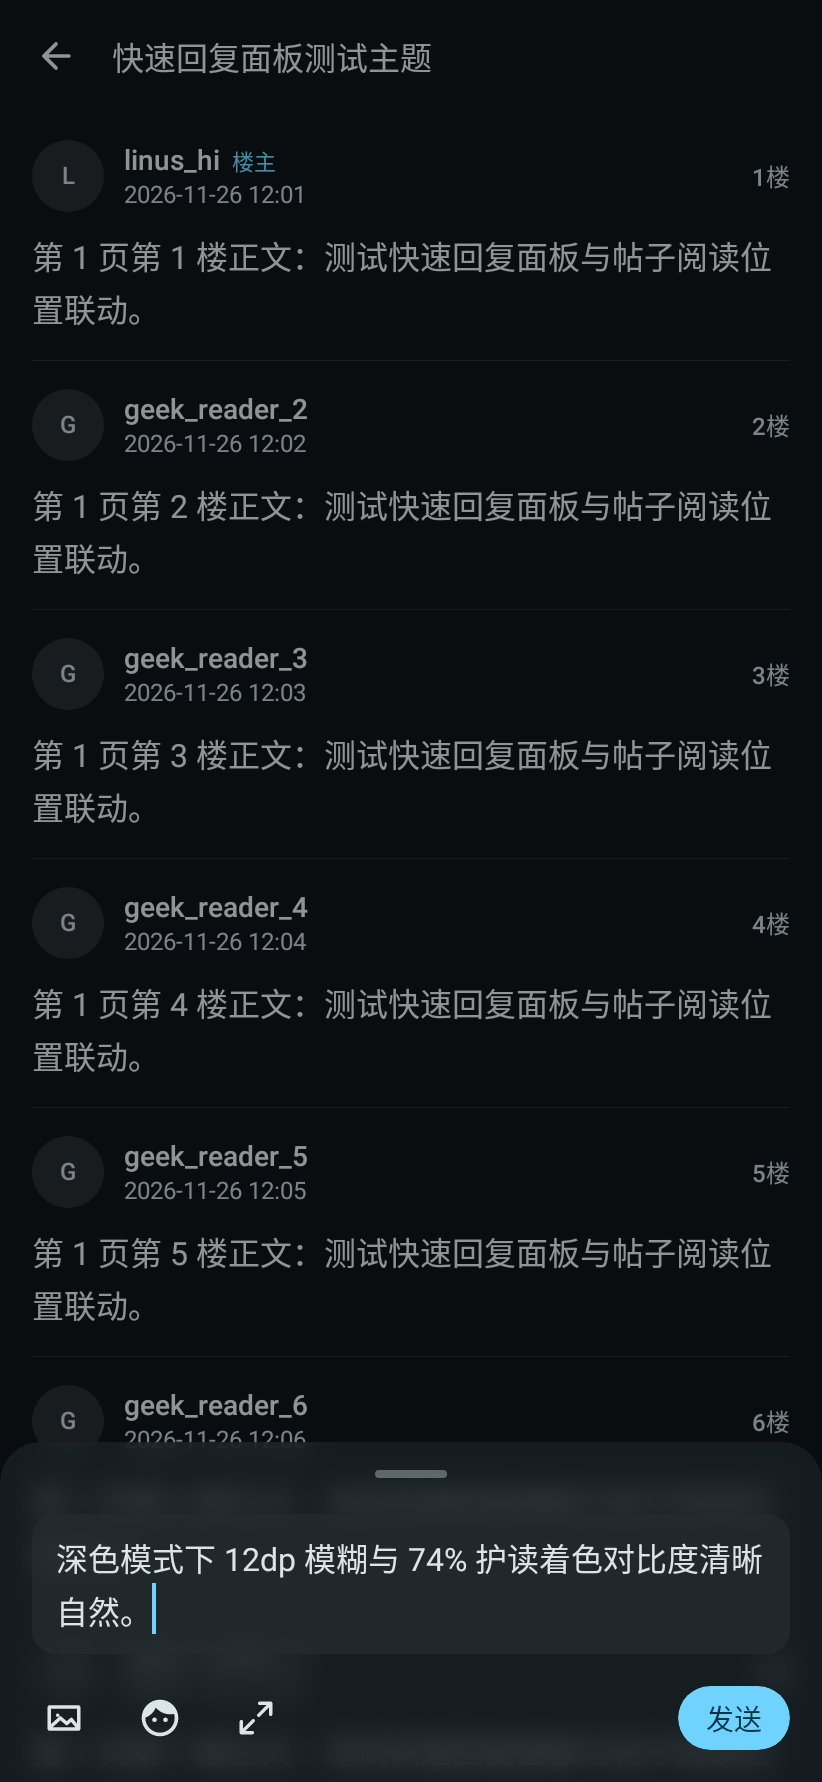 快速回复面板测试主题
L
linus_hi 楼主
2026-11-26 12:01
1楼
第 1 页第 1 楼正文：测试快速回复面板与帖子阅读位
置联动。
G
geek_reader_2
2026-11-26 12:02
2楼
第 1 页第 2 楼正文：测试快速回复面板与帖子阅读位
置联动。
G
geek_reader_3
2026-11-26 12:03
3楼
第 1 页第 3 楼正文：测试快速回复面板与帖子阅读位
置联动。
G
geek_reader_4
2026-11-26 12:04
4楼
第 1 页第 4 楼正文：测试快速回复面板与帖子阅读位
置联动。
G
geek_reader_5
2026-11-26 12:05
5楼
第 1 页第 5 楼正文：测试快速回复面板与帖子阅读位
置联动。
G
geek_reader_6
2026-11-26 12:06
6楼
深色模式下 12dp 模糊与 74% 护读着色对比度清晰
自然。
发送